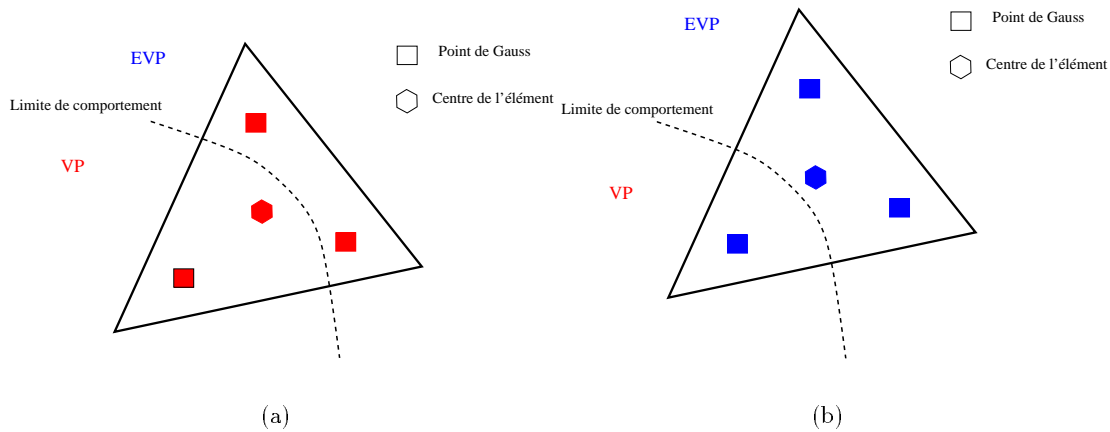 EVP
Point de Gauss
Limite de comportement
Centre de l'élément
VP
(a)
EVP
Point de Gauss
Centre de l'élément
Limite de comportement
VP
(b)